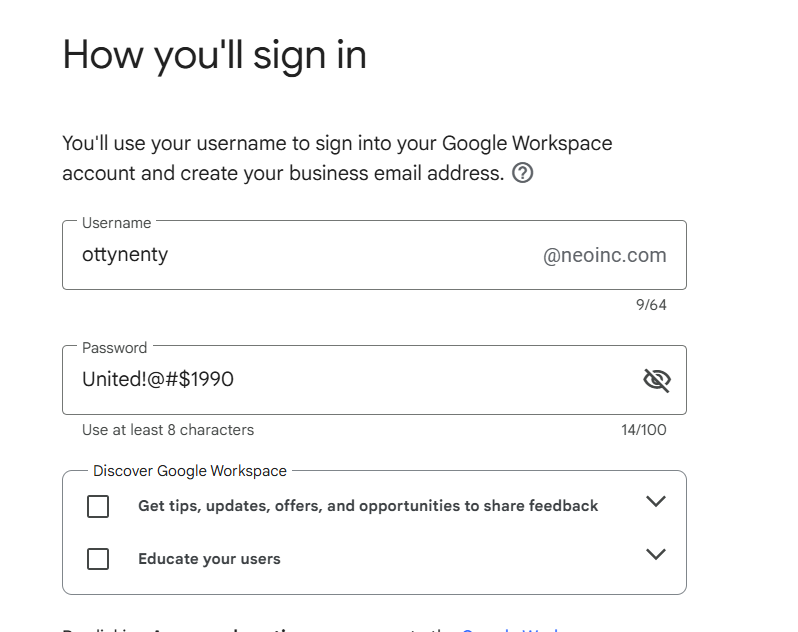 How you'll sign in
You'll use your username to sign into your Google Workspace
account and create your business email address.
Username
ottynenty
@neoinc.com
9/64
Password
United!@#$1990
Use at least 8 characters
14/100
Discover Google Workspace
Get tips, updates, offers, and opportunities to share feedback
Educate your users